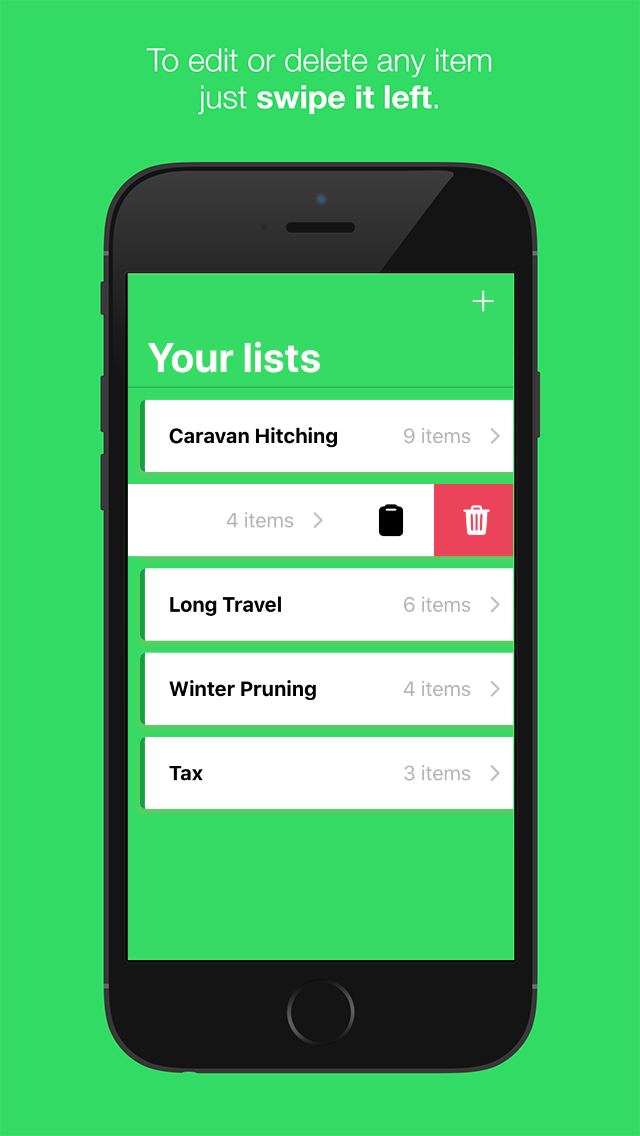 To edit or delete any item
just swipe it left.
Your lists
Caravan Hitching 9 items
4 items
Long Travel 6 items
Winter Pruning 4 items
Tax 3 items